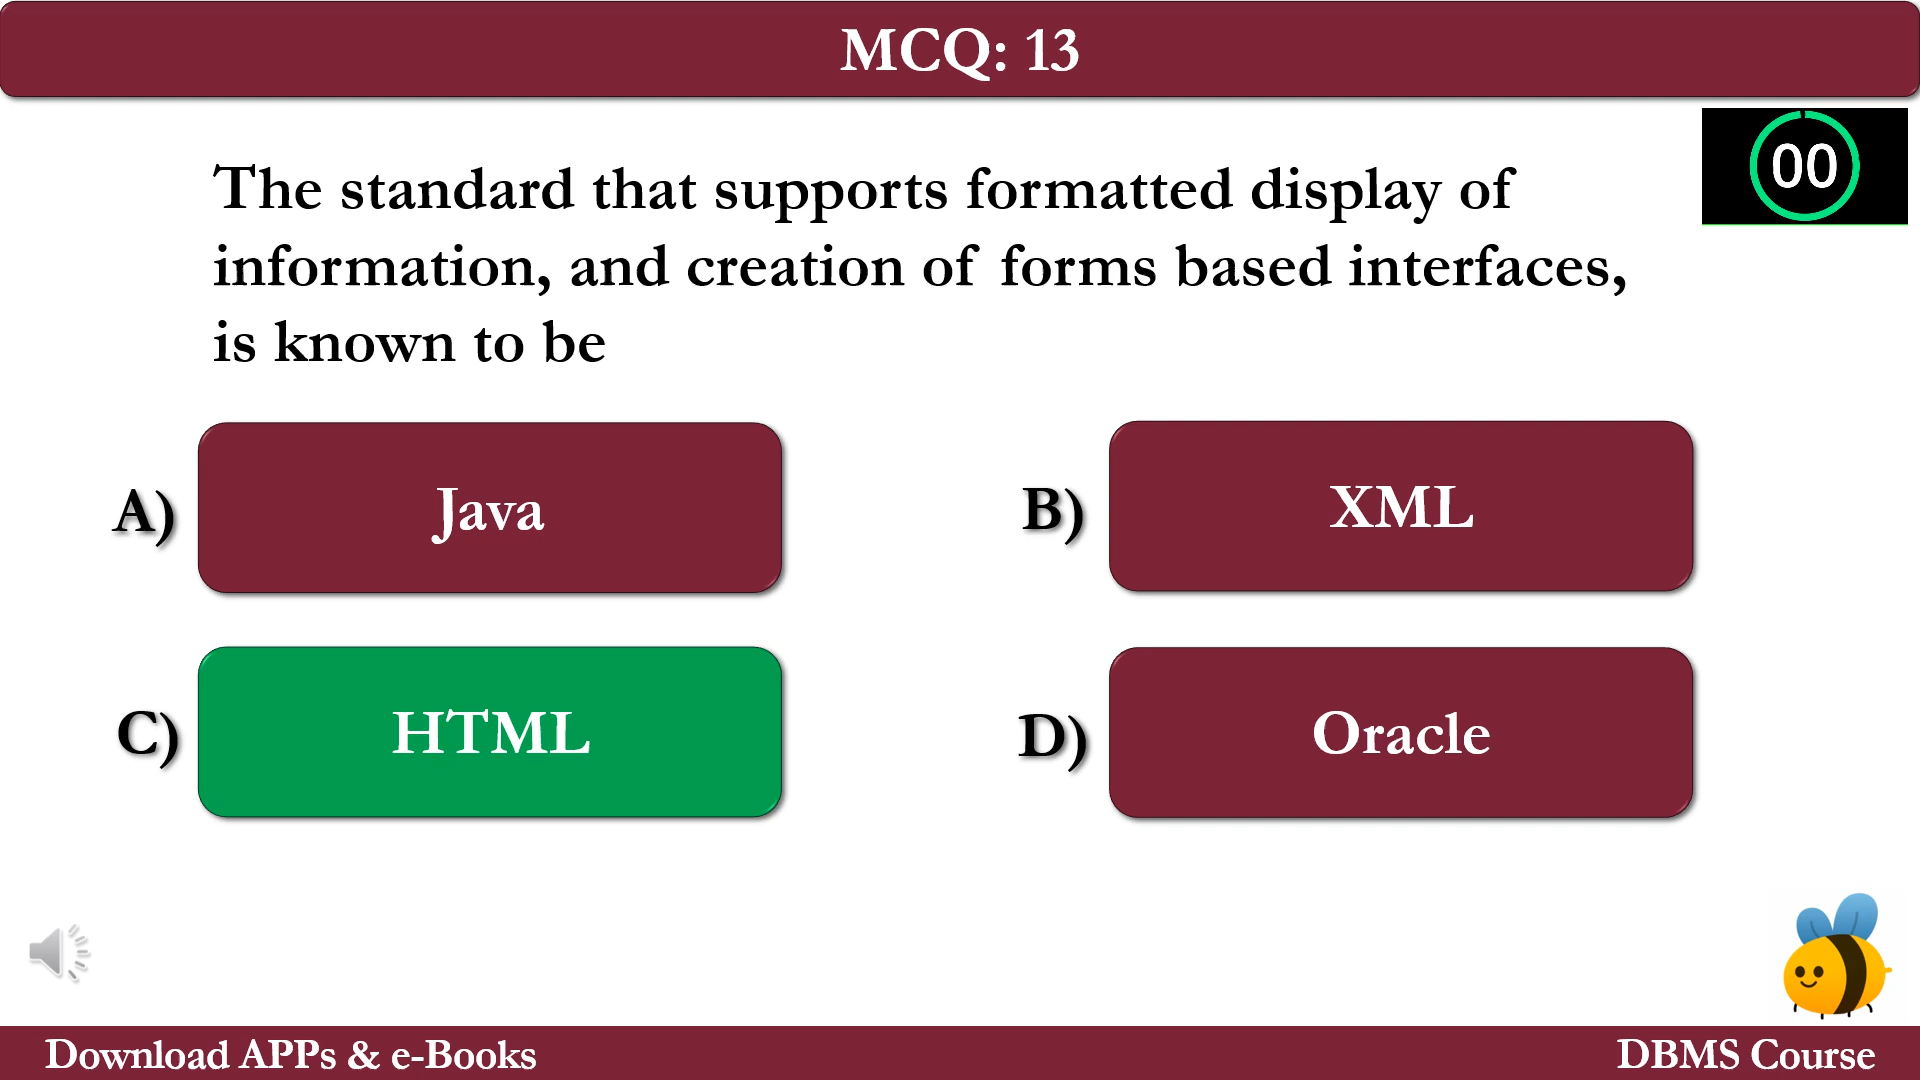 MCQ: 13
00
The standard that supports formatted display of
information, and creation of forms based interfaces,
is known to be
A) Java
B) XML
C) HTML
D) Oracle
Download APPs & e-Books
DBMS Course